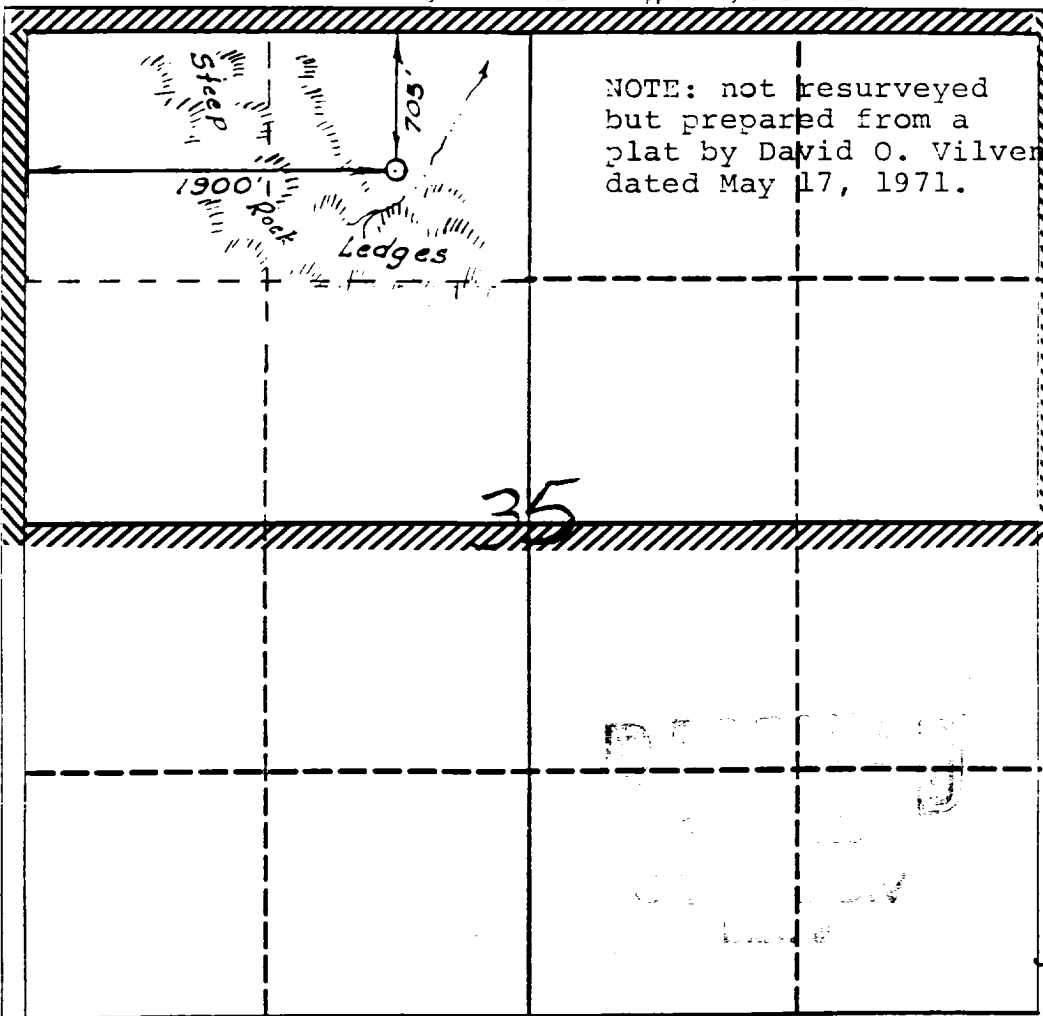 NOTE: not resurveyed
but prepared from a
plat by David O. Vilven
dated May 17, 1971.
Steep
Rock
705'
1900'
Ledges
35